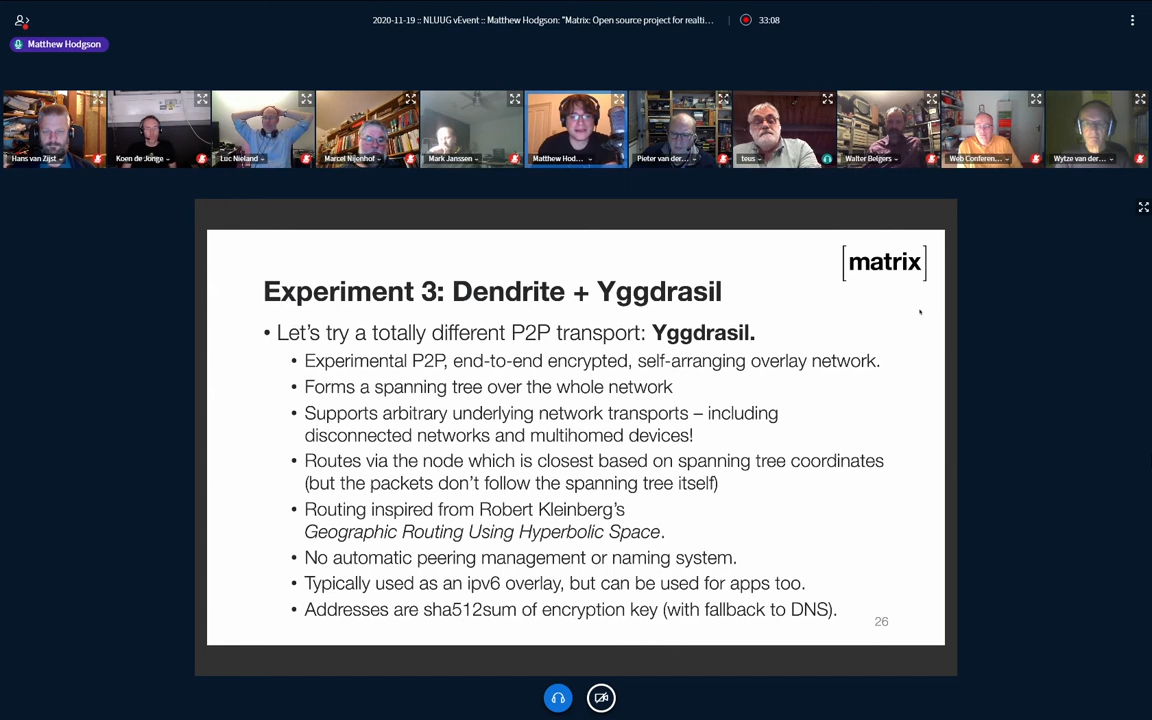 2020-11-19 :: NLUUG vEvent :: Matthew Hodgson: "Matrix: Open source project for realti...
33:08
Matthew Hodgson
Hans van Zijst
Koen de Jonge
Luc Nieland
Marcel Nijenhof
Mark Janssen
Matthew Hod...
Pieter van der...
teus
Walter Belgers
Web Conferen...
Wytze van der...
[matrix]
Experiment 3: Dendrite + Yggdrasil
• Let's try a totally different P2P transport: Yggdrasil.
• Experimental P2P, end-to-end encrypted, self-arranging overlay network.
• Forms a spanning tree over the whole network
• Supports arbitrary underlying network transports – including
disconnected networks and multihomed devices!
• Routes via the node which is closest based on spanning tree coordinates
(but the packets don't follow the spanning tree itself)
• Routing inspired from Robert Kleinberg's
Geographic Routing Using Hyperbolic Space.
• No automatic peering management or naming system.
• Typically used as an ipv6 overlay, but can be used for apps too.
• Addresses are sha512sum of encryption key (with fallback to DNS).
26